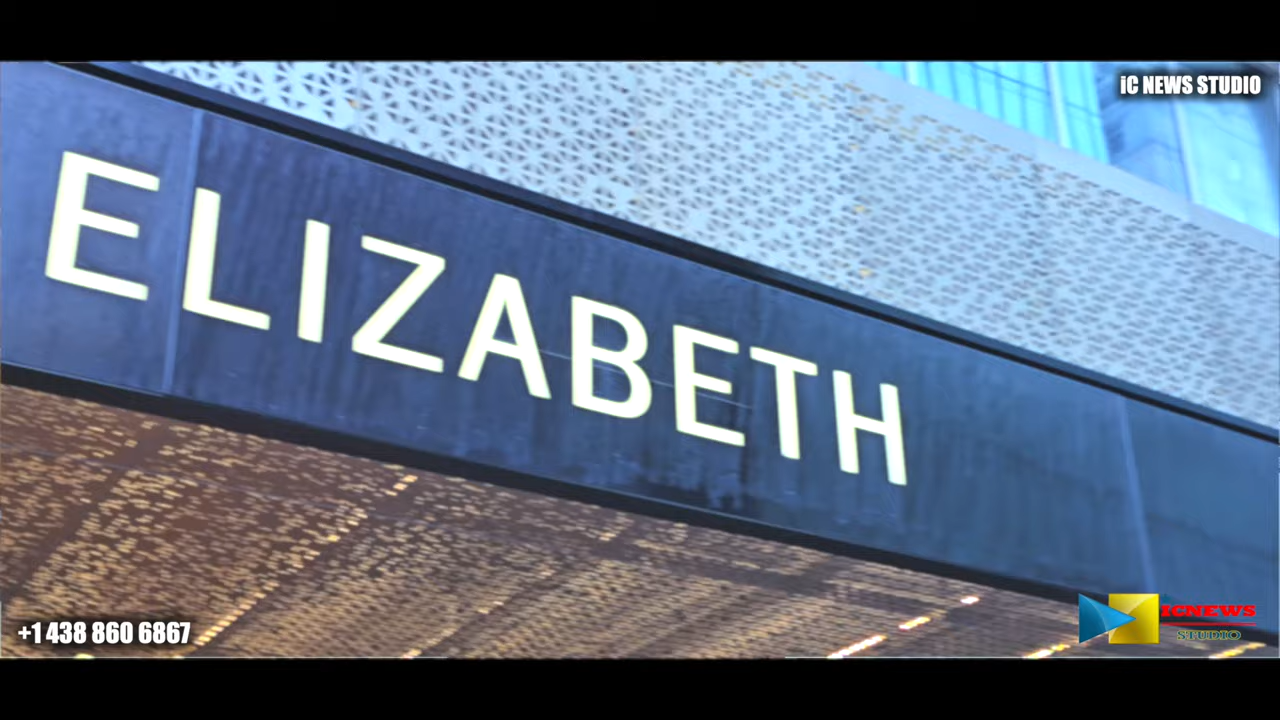 iC NEWS STUDIO
ELIZABETH
+1 438 860 6867
ICNEWS
STUDIO